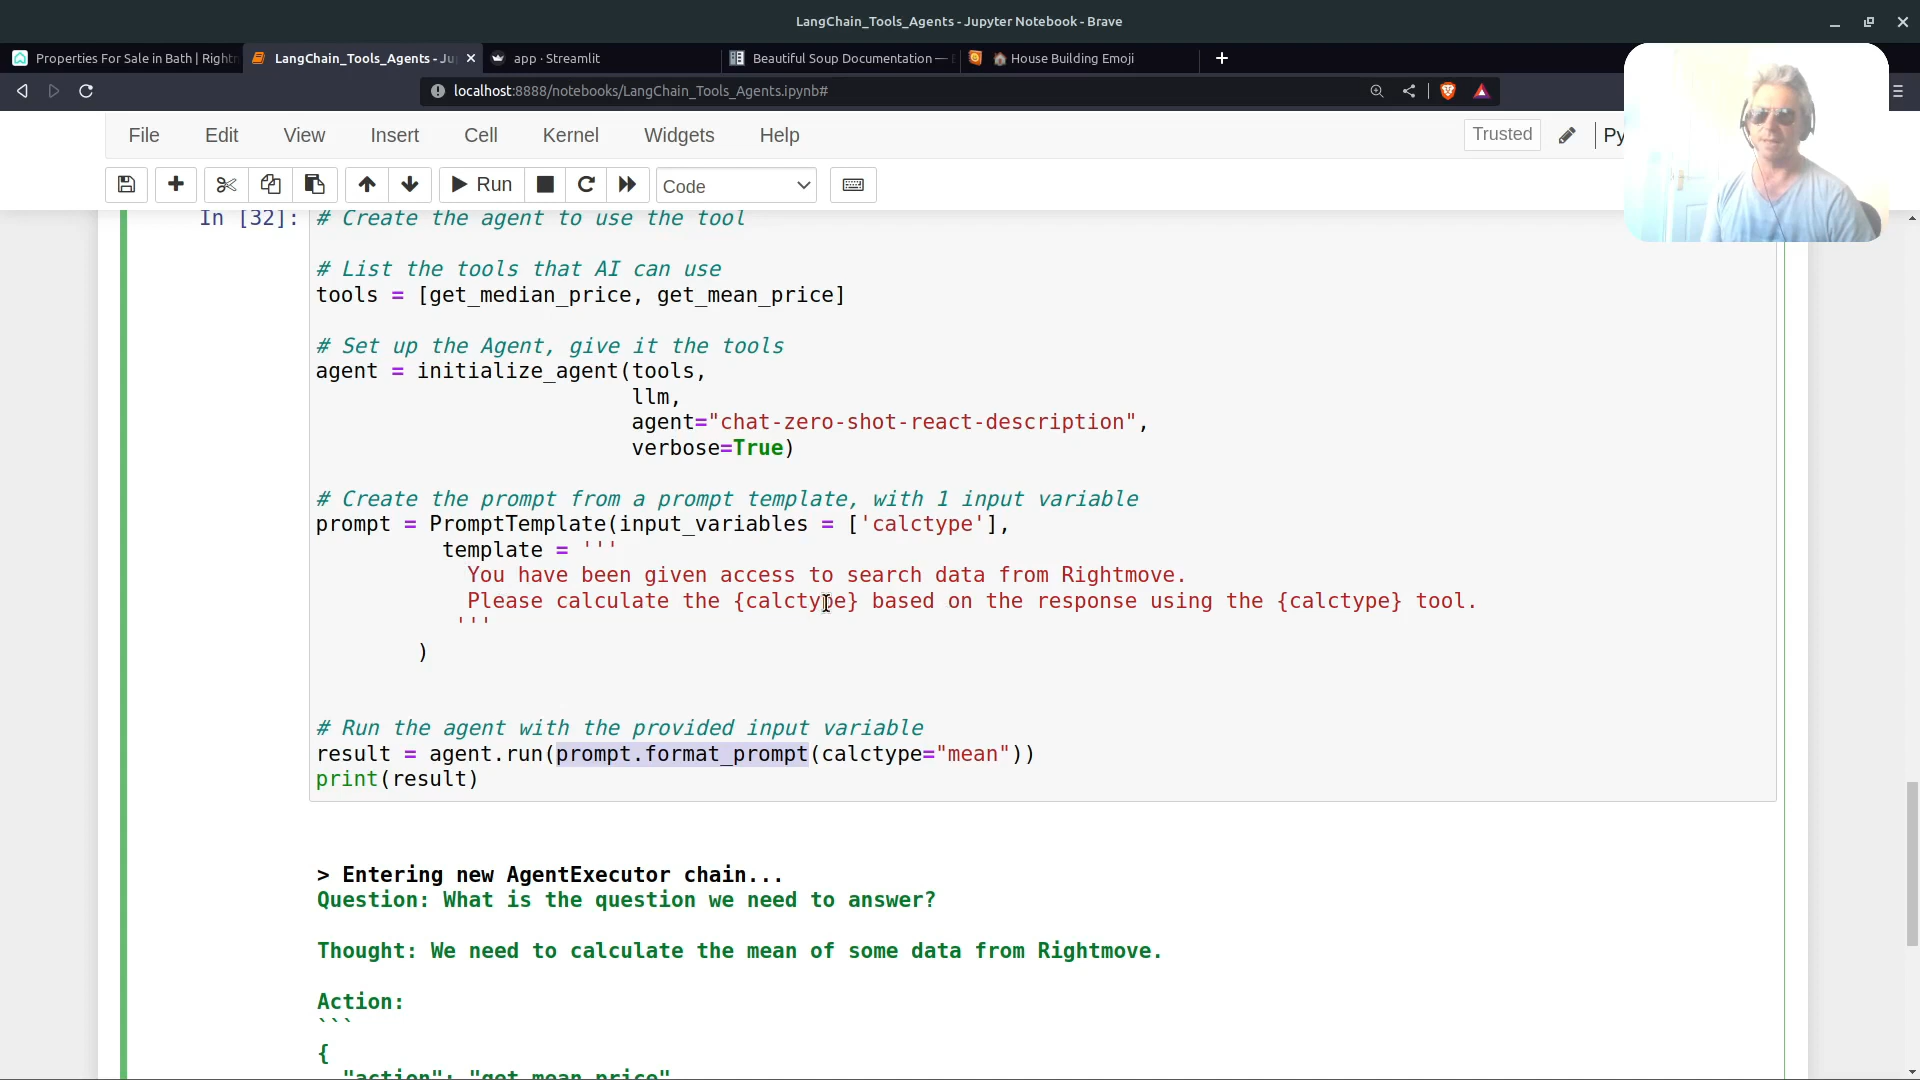 LangChain_Tools_Agents - Jupyter Notebook - Brave
Properties For Sale in Bath | Rightm
LangChain_Tools_Agents - Ju
app · Streamlit
Beautiful Soup Documentation —
🏠 House Building Emoji
localhost:8888/notebooks/LangChain_Tools_Agents.ipynb#
File Edit View Insert Cell Kernel Widgets Help
Trusted
Py
Run
Code
In [32]: # Create the agent to use the tool
# List the tools that AI can use
tools = [get_median_price, get_mean_price]
# Set up the Agent, give it the tools
agent = initialize_agent(tools,
llm,
agent="chat-zero-shot-react-description",
verbose=True)
# Create the prompt from a prompt template, with 1 input variable
prompt = PromptTemplate(input_variables = ['calctype'],
template = '''
You have been given access to search data from Rightmove.
Please calculate the {calctype} based on the response using the {calctype} tool.
'''
)
# Run the agent with the provided input variable
result = agent.run(prompt.format_prompt(calctype="mean"))
print(result)
> Entering new AgentExecutor chain...
Question: What is the question we need to answer?
Thought: We need to calculate the mean of some data from Rightmove.
Action:
```
{
"action": "get_mean_price"